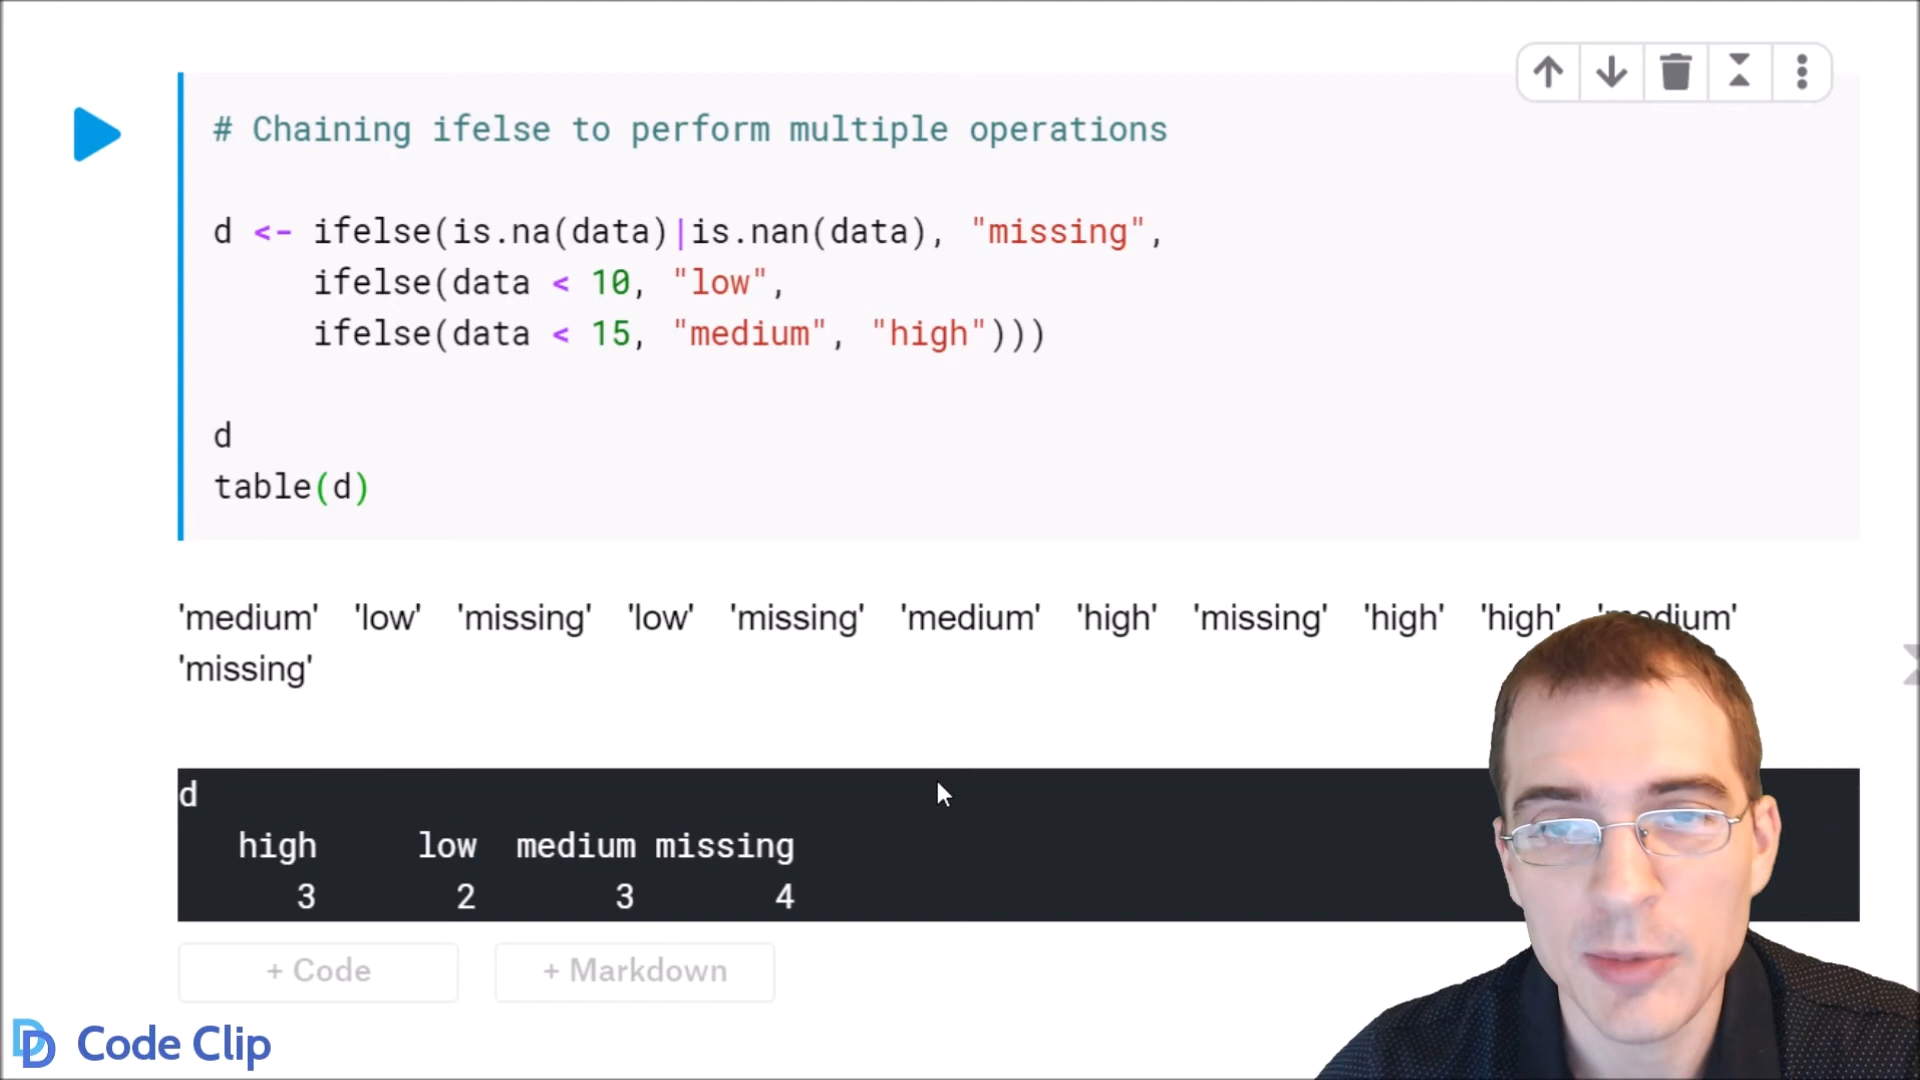 # Chaining ifelse to perform multiple operations
d <- ifelse(is.na(data)|is.nan(data), "missing",
ifelse(data < 10, "low",
ifelse(data < 15, "medium", "high")))
d
table(d)
'medium' 'low' 'missing' 'low' 'missing' 'medium' 'high' 'missing' 'high' 'high' 'medium'
'missing'
d
high low medium missing
3 2 3 4
+ Code + Markdown
Code Clip